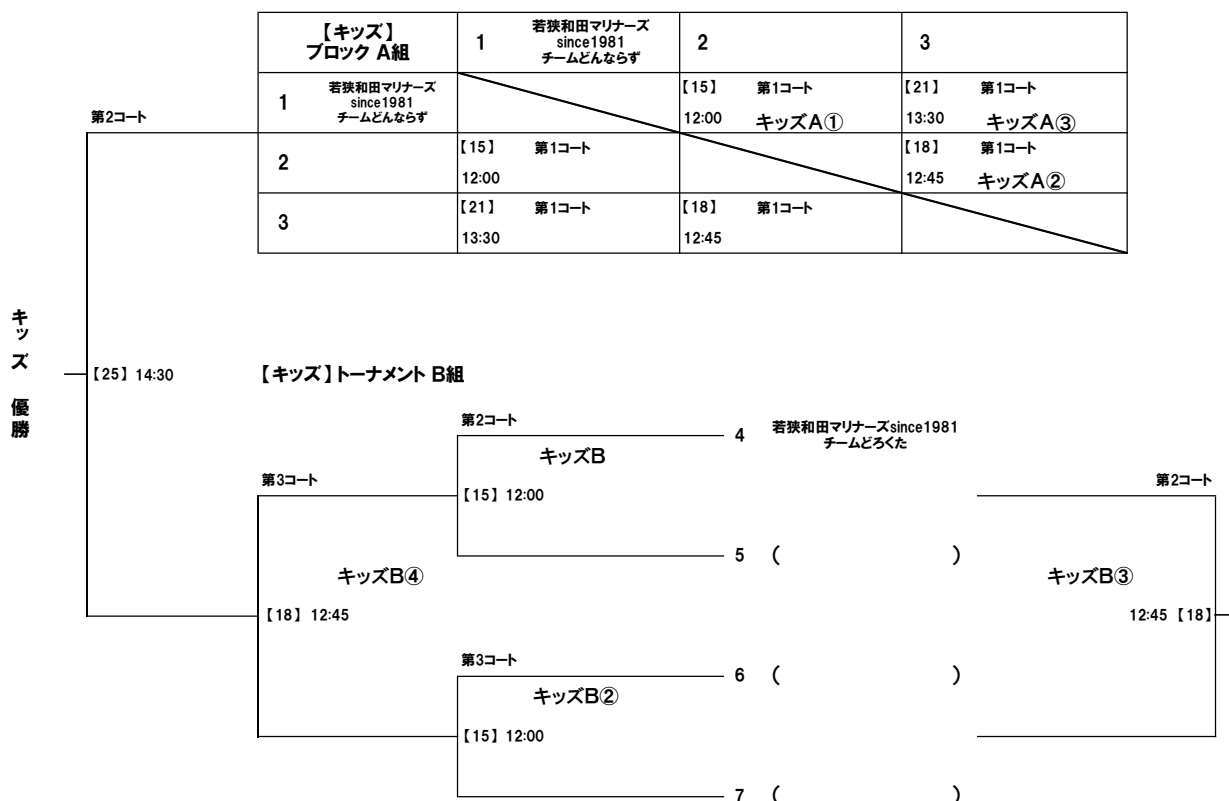 【キッズ】
ブロック A組
1
若狭和田マリナーズ
since1981
チームどんならず
2
3
1
若狭和田マリナーズ
since1981
チームどんならず
【15】 第1コート
12:00 キッズA①
【21】 第1コート
13:30 キッズA③
第2コート
2
【15】 第1コート
12:00
【18】 第1コート
12:45 キッズA②
3
【21】 第1コート
13:30
【18】 第1コート
12:45
キッズ 優勝
【25】 14:30
【キッズ】トーナメント B組
第2コート
キッズB
【15】 12:00
4 若狭和田マリナーズsince1981
チームどろくた
5 ( )
第3コート
キッズB④
【18】 12:45
第3コート
キッズB②
【15】 12:00
6 ( )
7 ( )
第2コート
キッズB③
12:45 【18】